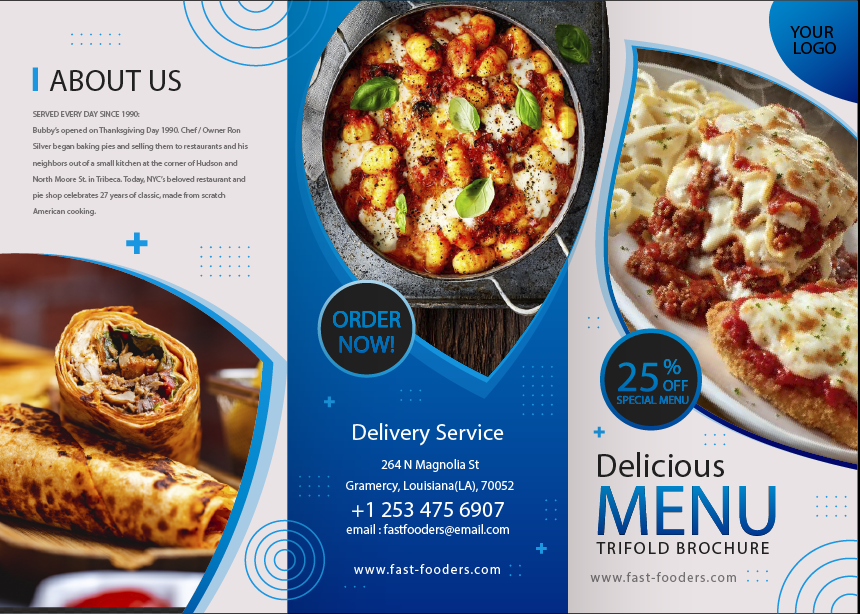 ABOUT US
SERVED EVERY DAY SINCE 1990:
Bubby's opened on Thanksgiving Day 1990. Chef / Owner Ron
Silver began baking pies and selling them to restaurants and his
neighbors out of a small kitchen at the corner of Hudson and
North Moore St. in Tribeca. Today, NYC's beloved restaurant and
pie shop celebrates 27 years of classic, made from scratch
American cooking.
ORDER
NOW!
Delivery Service
264 N Magnolia St
Gramercy, Louisiana(LA), 70052
+1 253 475 6907
email : fastfooders@email.com
www.fast-fooders.com
YOUR
LOGO
25%
OFF
SPECIAL MENU
Delicious
MENU
TRIFOLD BROCHURE
www.fast-fooders.com